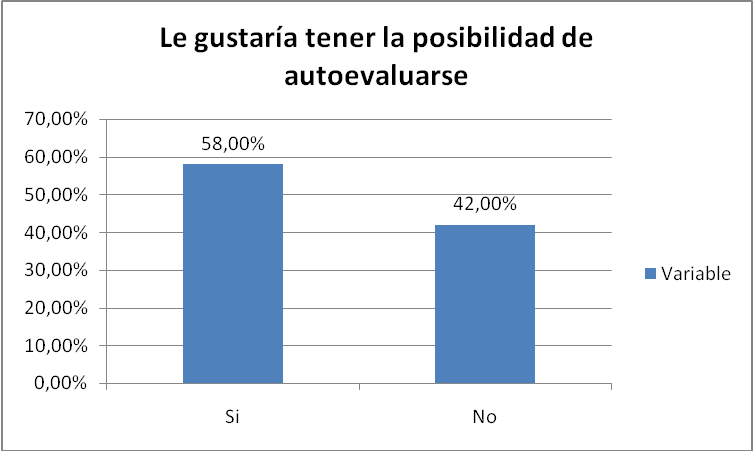 Le gustaría tener la posibilidad de
autoevaluarse
70,00%
60,00%
50,00%
40,00%
30,00%
20,00%
10,00%
0,00%
58,00%
42,00%
Si
No
Variable